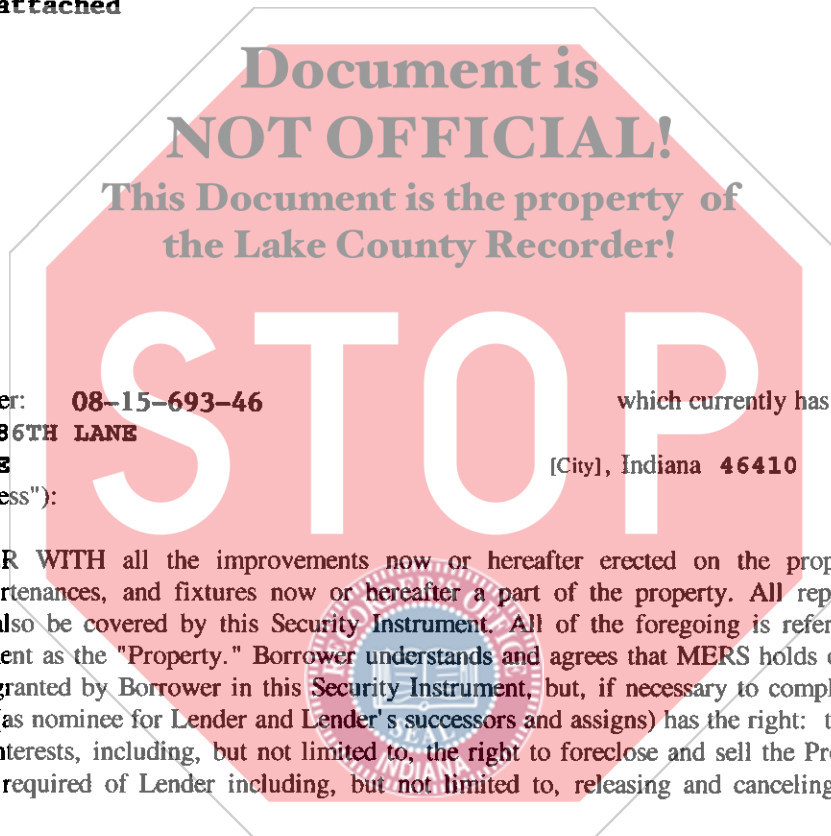 attached
Document is
NOT OFFICIAL!
This Document is the property of
the Lake County Recorder!
STOP
er: 08–15–693–46 which currently has
86TH LANE
E [City], Indiana 46410
ess"):
R WITH all the improvements now or hereafter erected on the prop
rtenances, and fixtures now or hereafter a part of the property. All rep
also be covered by this Security Instrument. All of the foregoing is refer
ent as the "Property." Borrower understands and agrees that MERS holds
granted by Borrower in this Security Instrument, but, if necessary to compl
(as nominee for Lender and Lender's successors and assigns) has the right: t
nterests, including, but not limited to, the right to foreclose and sell the Pro
required of Lender including, but not limited to, releasing and canceling
SEAL
INDIANA